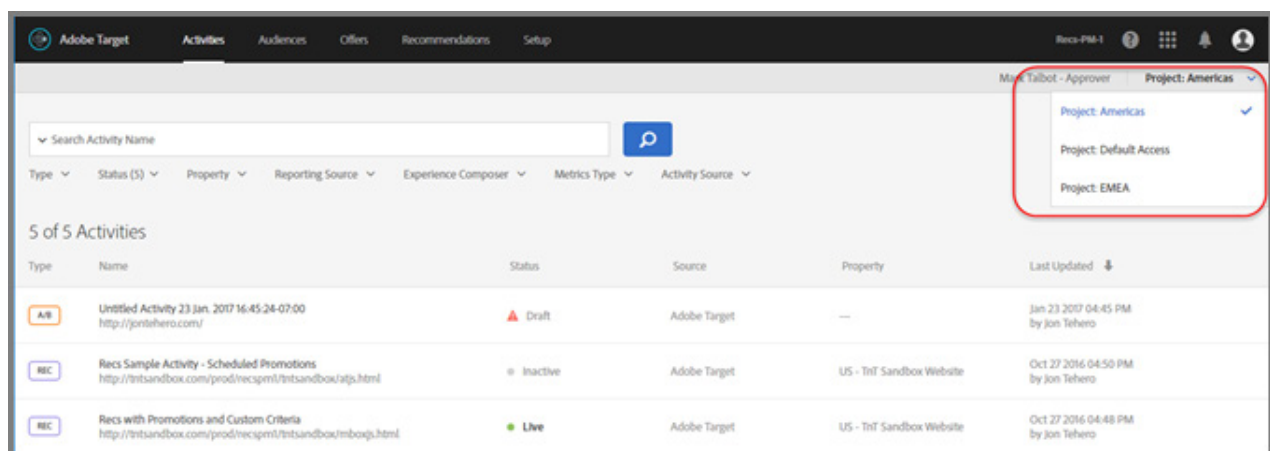 Adobe Target Activities Audiences Offers Recommendations Setup Recs-PM-1
Mark Talbot - Approver Project: Americas
Project: Americas
Search Activity Name
Project: Default Access
Type Status (5) Property Reporting Source Experience Composer Metrics Type Activity Source
Project: EMEA
5 of 5 Activities
Type Name Status Source Property Last Updated
A/B Untitled Activity 23 Jan. 2017 16:45:24-07:00 Draft Adobe Target — Jan 23 2017 04:45 PM
http://jontehero.com/ by Jon Tehero
REC Recs Sample Activity - Scheduled Promotions Inactive Adobe Target US - TnT Sandbox Website Oct 27 2016 04:50 PM
http://tntsandbox.com/prod/recspm1/tntsandbox/atjs.html by Jon Tehero
REC Recs with Promotions and Custom Criteria Live Adobe Target US - TnT Sandbox Website Oct 27 2016 04:48 PM
http://tntsandbox.com/prod/recspm1/tntsandbox/mboxjs.html by Jon Tehero